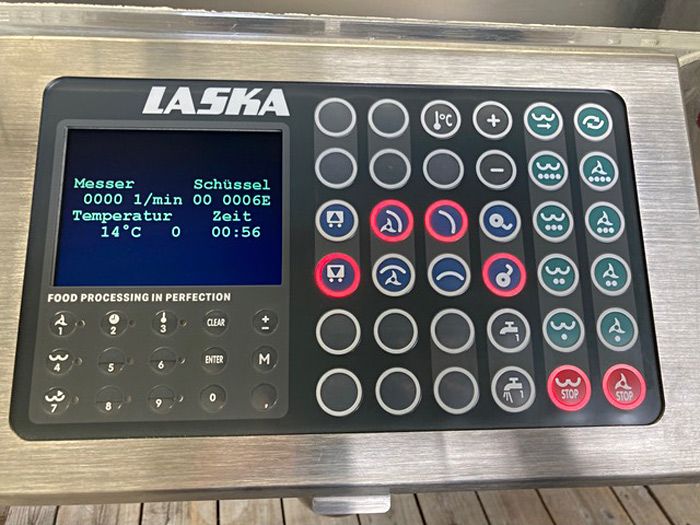 LASKA
Messer Schüssel
0000 1/min 00 0006E
Temperatur Zeit
14°C 0 00:56
FOOD PROCESSING IN PERFECTION
°C +
−
1 2 3 CLEAR + −
4 5 6 ENTER M
7 8 9 0 ,
1
STOP STOP